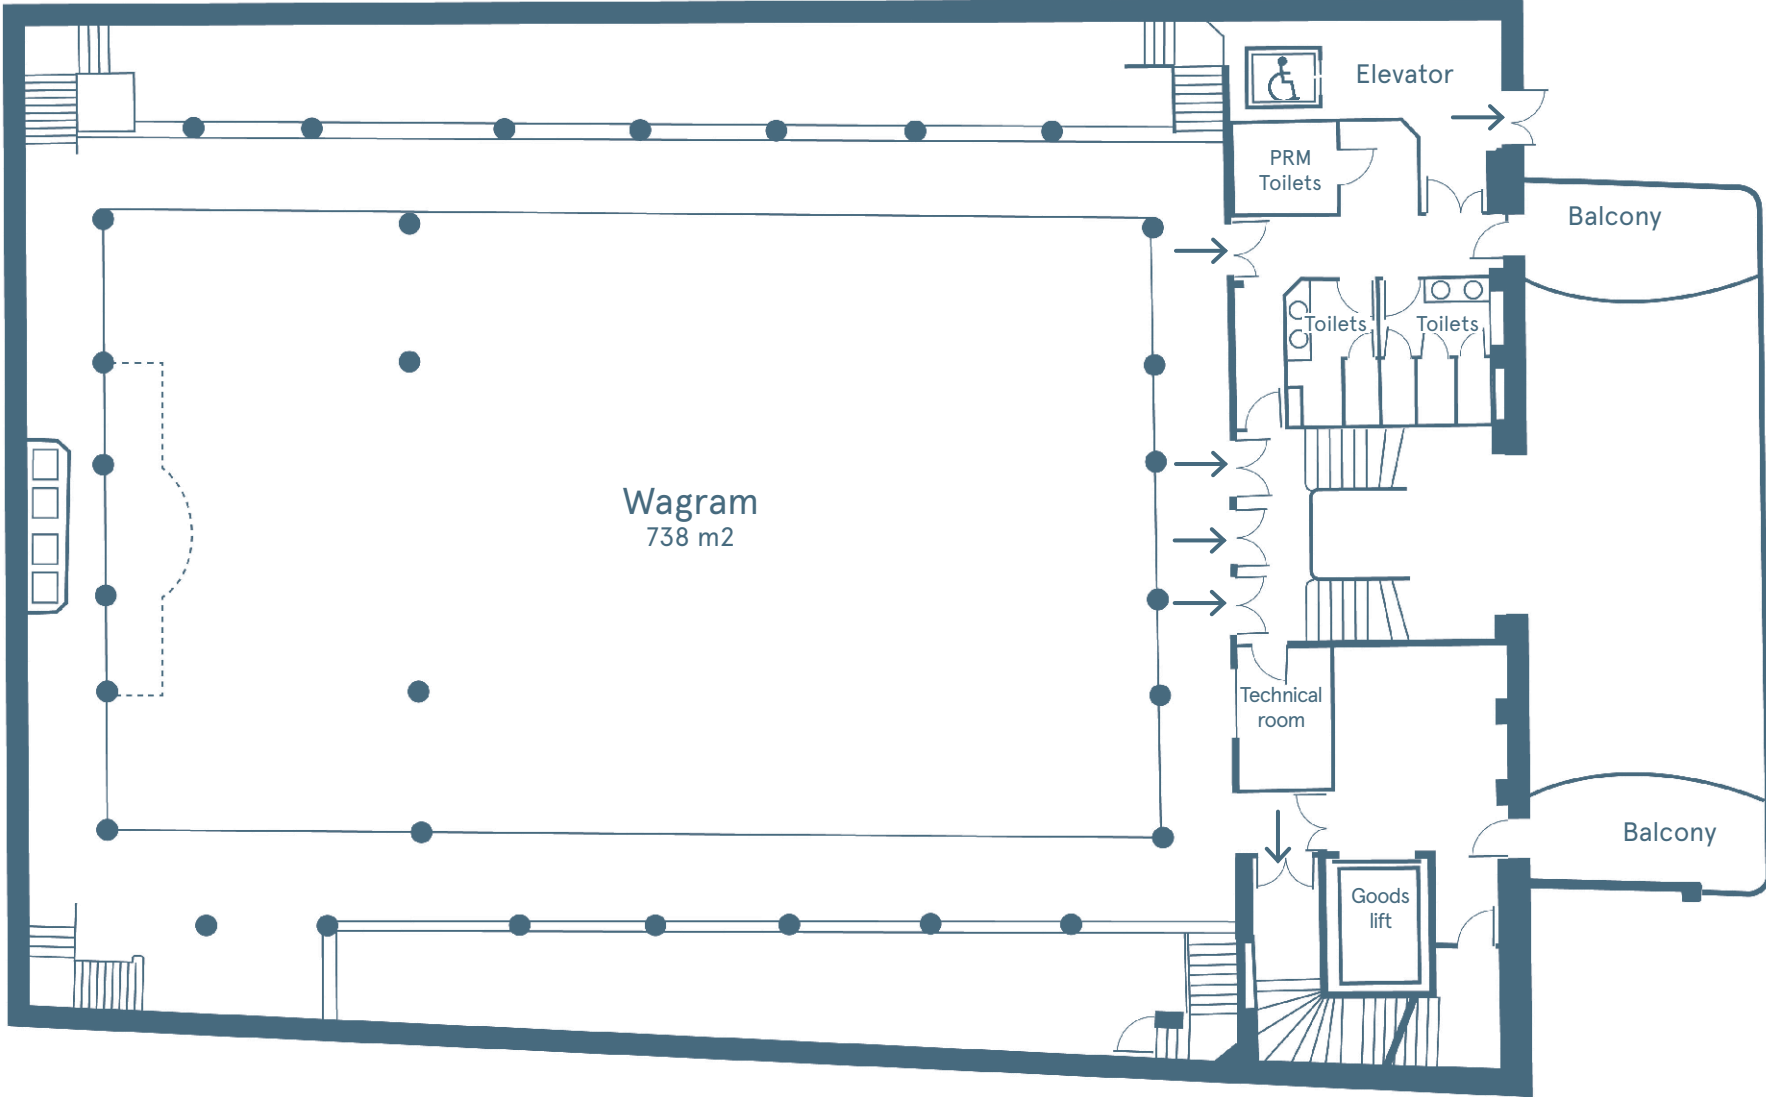 Elevator
PRM
Toilets
Balcony
Toilets
Toilets
Wagram
738 m2
Technical
room
Balcony
Goods
lift